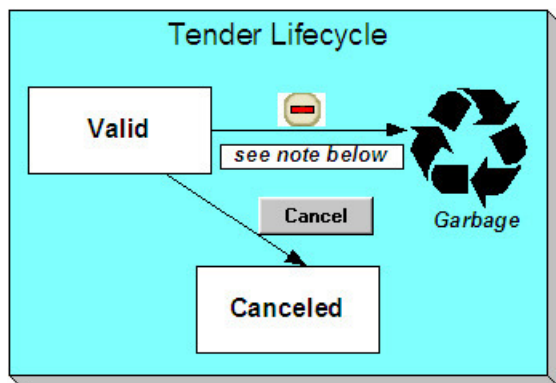 Tender Lifecycle
Valid
see note below
Garbage
Cancel
Canceled